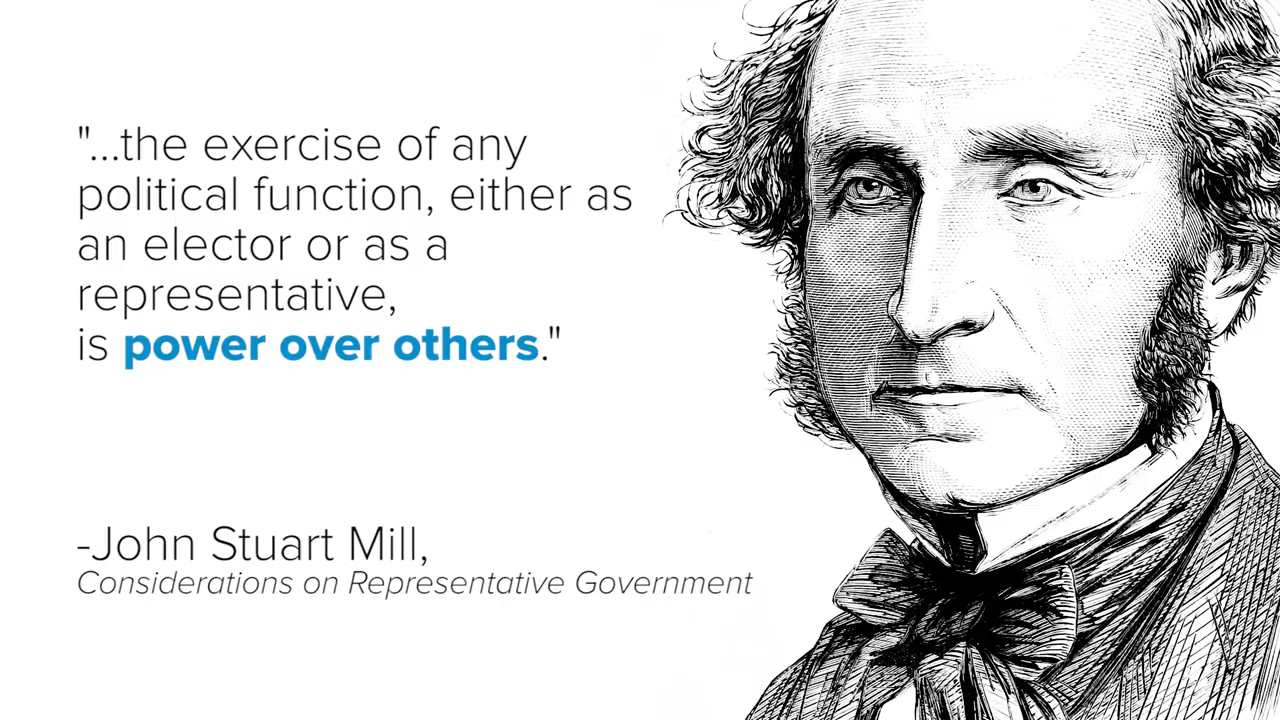 "...the exercise of any
political function, either as
an elector or as a
representative,
is power over others."
-John Stuart Mill,
Considerations on Representative Government